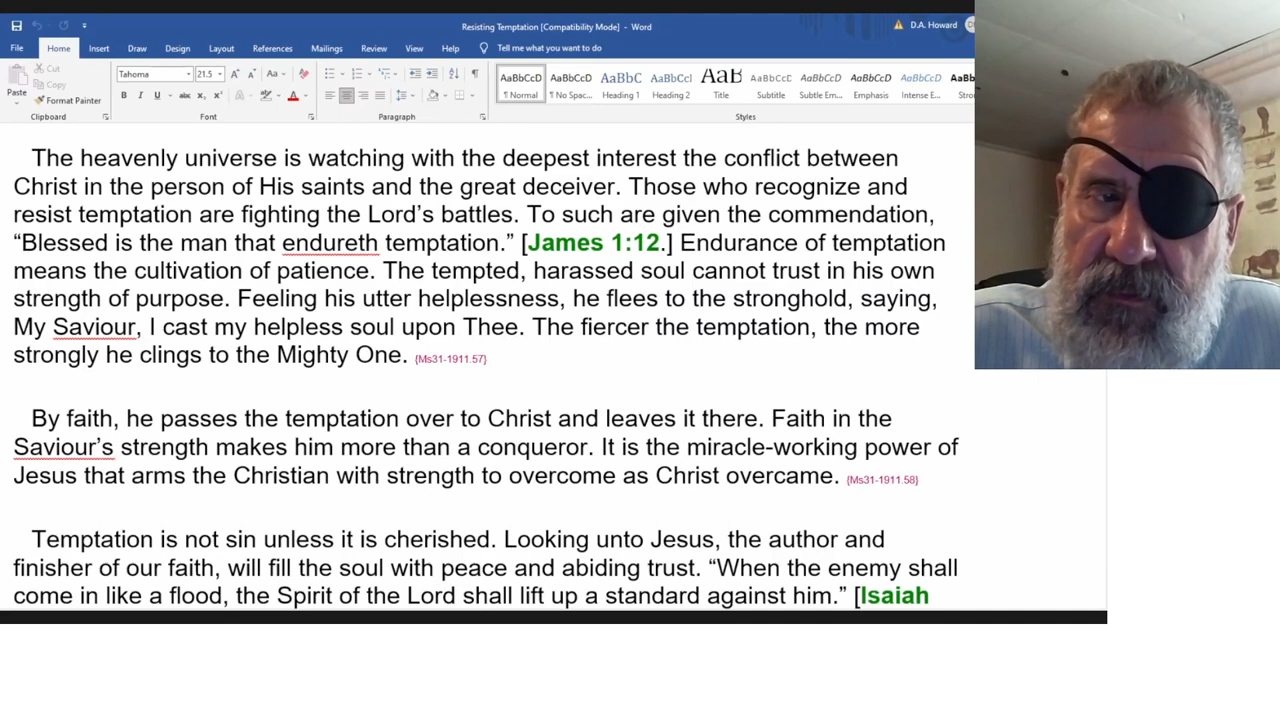 Resisting Temptation [Compatibility Mode] - Word
D.A. Howard
File Home Insert Draw Design Layout References Mailings Review View Help Tell me what you want to do
Cut
Copy
Paste
Format Painter
Clipboard
Tahoma 21.5
Font
Paragraph
AaBbCcD AaBbCcD AaBbC AaBbCcI AaB AaBbCcD AaBbCcD AaBbCcD AaBbCcD
¶ Normal ¶ No Spac... Heading 1 Heading 2 Title Subtitle Subtle Em... Emphasis Intense E...
Styles
The heavenly universe is watching with the deepest interest the conflict between
Christ in the person of His saints and the great deceiver. Those who recognize and
resist temptation are fighting the Lord’s battles. To such are given the commendation,
“Blessed is the man that endureth temptation.” [James 1:12.] Endurance of temptation
means the cultivation of patience. The tempted, harassed soul cannot trust in his own
strength of purpose. Feeling his utter helplessness, he flees to the stronghold, saying,
My Saviour, I cast my helpless soul upon Thee. The fiercer the temptation, the more
strongly he clings to the Mighty One. {Ms31-1911.57}
By faith, he passes the temptation over to Christ and leaves it there. Faith in the
Saviour’s strength makes him more than a conqueror. It is the miracle-working power of
Jesus that arms the Christian with strength to overcome as Christ overcame. {Ms31-1911.58}
Temptation is not sin unless it is cherished. Looking unto Jesus, the author and
finisher of our faith, will fill the soul with peace and abiding trust. “When the enemy shall
come in like a flood, the Spirit of the Lord shall lift up a standard against him.” [Isaiah